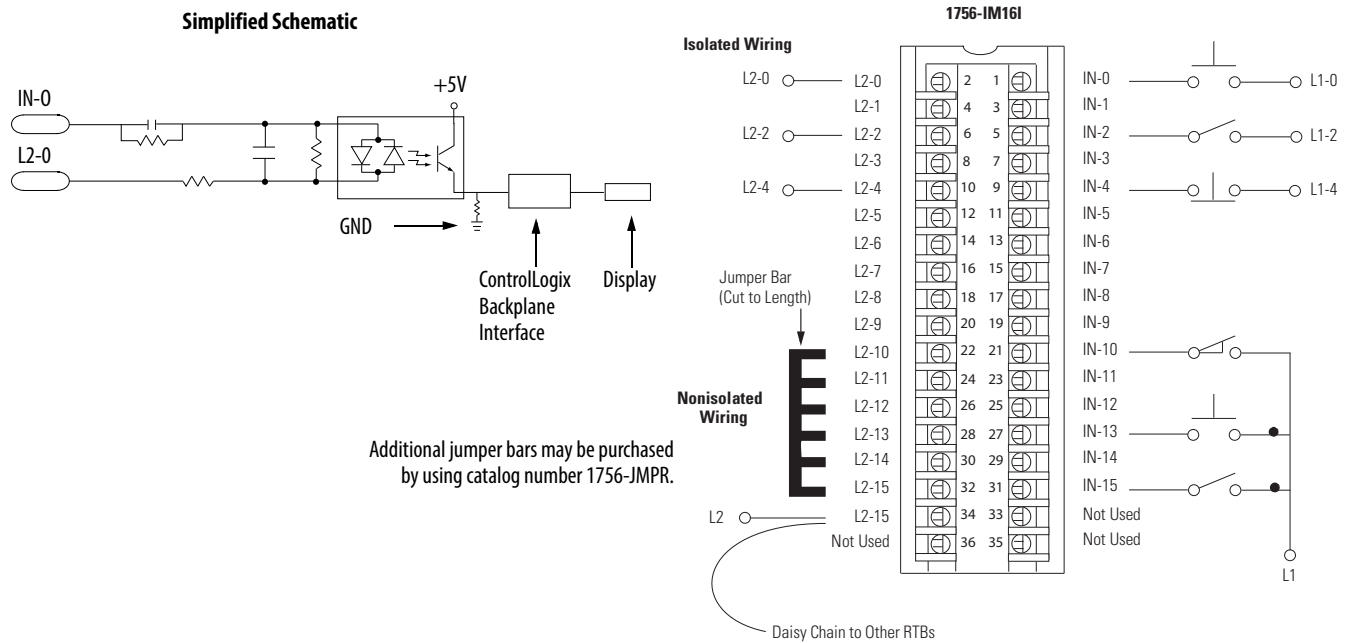 Simplified Schematic
IN-0
L2-0
+5V
GND
ControlLogix
Backplane
Interface
Display
Additional jumper bars may be purchased
by using catalog number 1756-JMPR.
1756-IM16I
Isolated Wiring
L2-0 L2-0 2 1 IN-0 L1-0
L2-1 4 3 IN-1
L2-2 L2-2 6 5 IN-2 L1-2
L2-3 8 7 IN-3
L2-4 L2-4 10 9 IN-4 L1-4
L2-5 12 11 IN-5
L2-6 14 13 IN-6
L2-7 16 15 IN-7
Jumper Bar
(Cut to Length)
L2-8 18 17 IN-8
L2-9 20 19 IN-9
L2-10 22 21 IN-10
L2-11 24 23 IN-11
Nonisolated
Wiring
L2-12 26 25 IN-12
L2-13 28 27 IN-13
L2-14 30 29 IN-14
L2-15 32 31 IN-15
L2 L2-15 34 33 Not Used
Not Used 36 35 Not Used
L1
Daisy Chain to Other RTBs